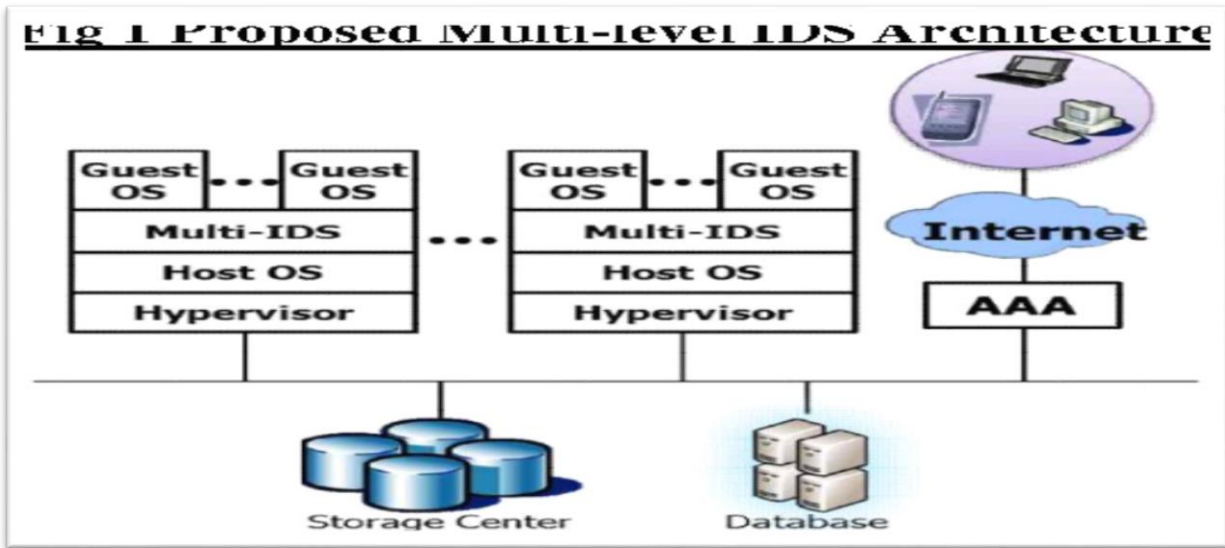 Fig 1 Proposed Multi-level IDS Architecture
Guest OS ... Guest OS
Multi-IDS
Host OS
Hypervisor
...
Guest OS ... Guest OS
Multi-IDS
Host OS
Hypervisor
Internet
AAA
Storage Center
Database